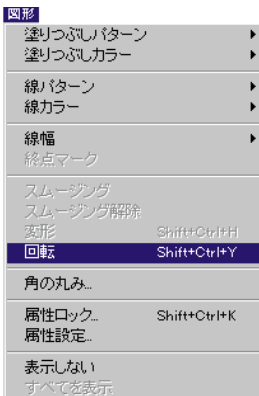 図形
塗りつぶしパターン
塗りつぶしカラー
線パターン
線カラー
線幅
終点マーク
スムージング
スムージング解除
変形 Shift+Ctrl+H
回転 Shift+Ctrl+Y
角の丸み...
属性ロック... Shift+Ctrl+K
属性設定...
表示しない
すべてを表示